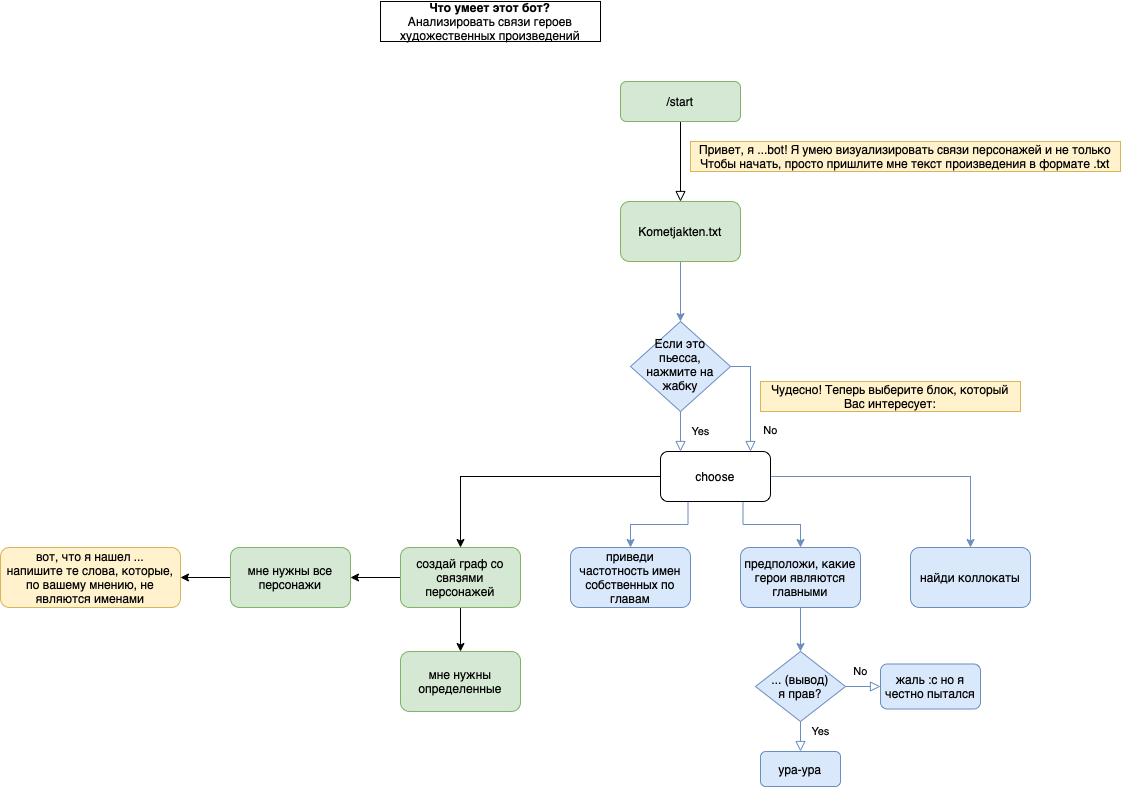 Что умеет этот бот?
Анализировать связи героев
художественных произведений
/start
Привет, я ...bot! Я умею визуализировать связи персонажей и не только
Чтобы начать, просто пришлите мне текст произведения в формате .txt
Kometjakten.txt
Если это
пьесса,
нажмите на
жабку
Чудесно! Теперь выберите блок, который
Вас интересует:
Yes
No
choose
вот, что я нашел ...
напишите те слова, которые,
по вашему мнению, не
являются именами
мне нужны все
персонажи
создай граф со
связями
персонажей
приведи
частотность имен
собственных по
главам
предположи, какие
герои являются
главными
найди коллокаты
мне нужны
определенные
... (вывод)
я прав?
No
жаль :с но я
честно пытался
Yes
ура-ура